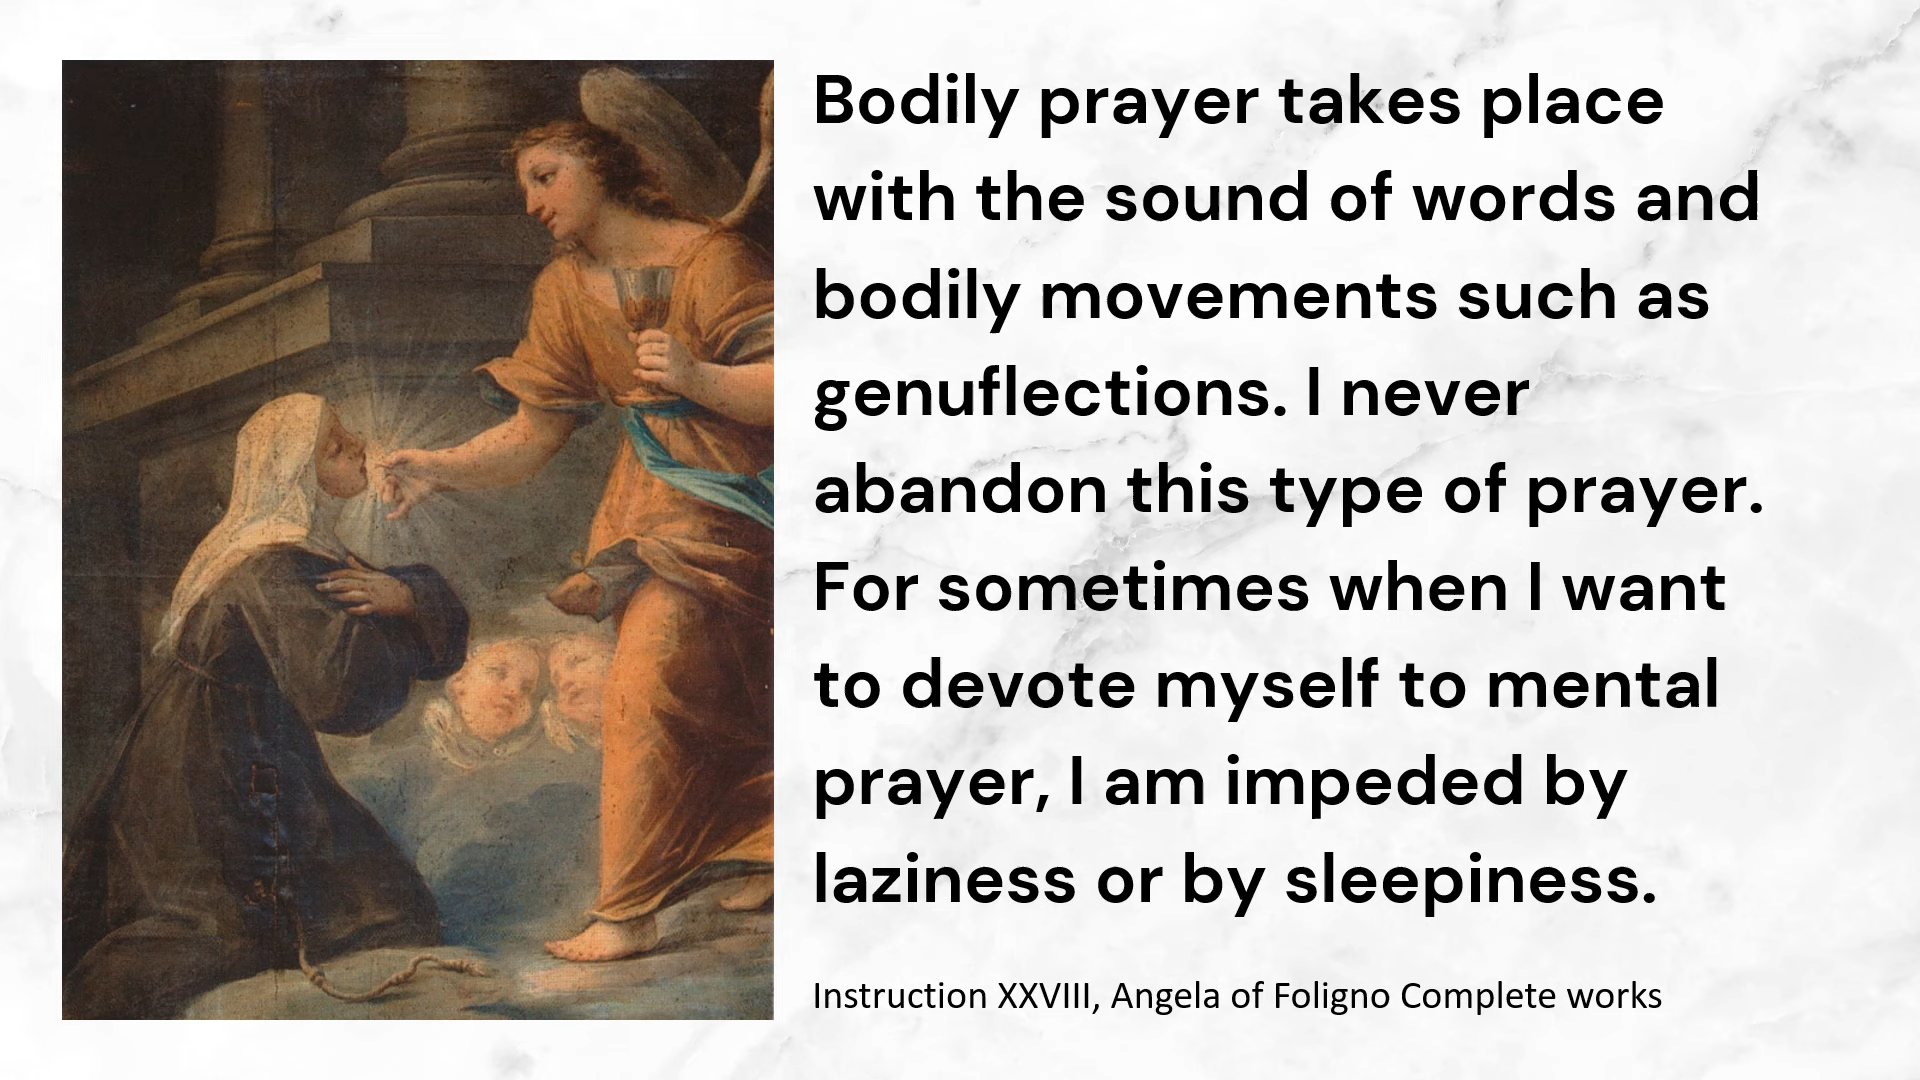 Bodily prayer takes place
with the sound of words and
bodily movements such as
genuflections. I never
abandon this type of prayer.
For sometimes when I want
to devote myself to mental
prayer, I am impeded by
laziness or by sleepiness.
Instruction XXVIII, Angela of Foligno Complete works